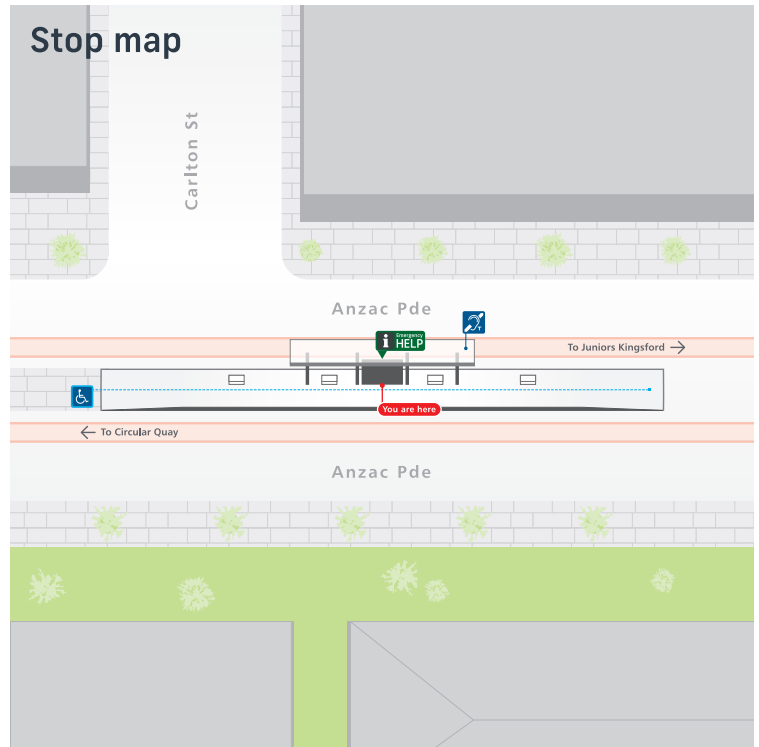 Stop map
Carlton St
Anzac Pde
i Emergency HELP
T
To Juniors Kingsford →
You are here
← To Circular Quay
Anzac Pde